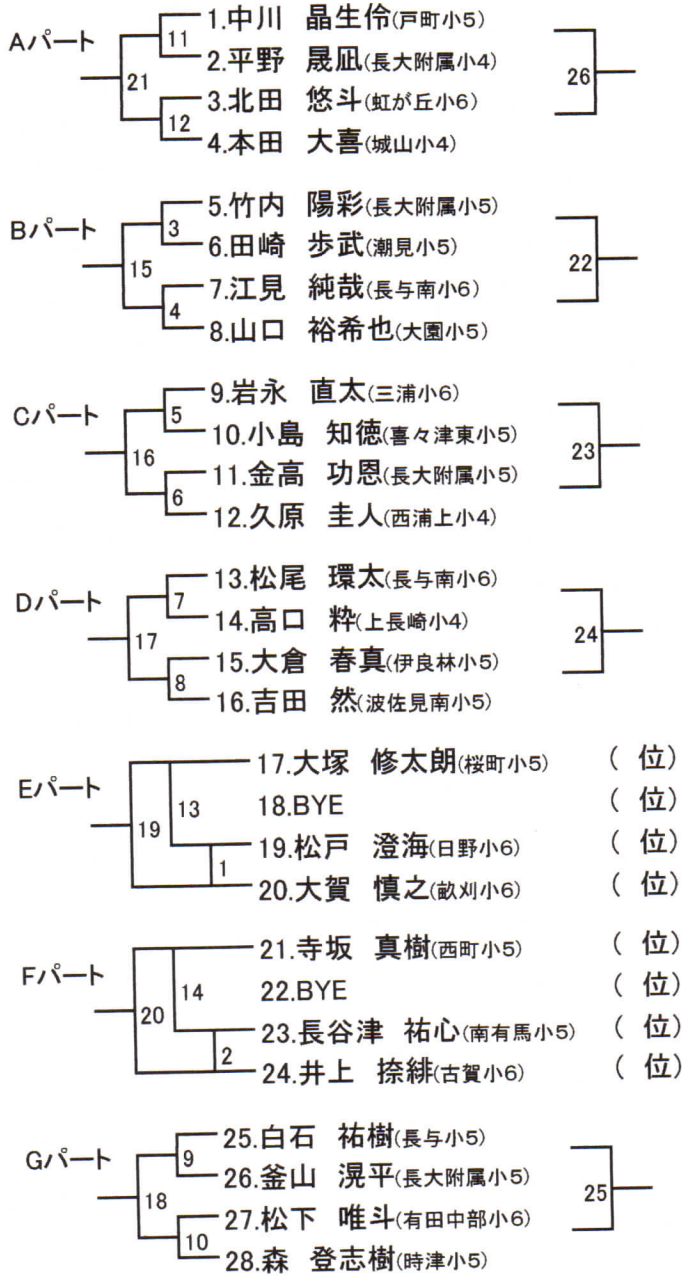 Aパート
1.中川 晶生伶(戸町小5)
11
2.平野 晟凪(長大附属小4)
21
26
3.北田 悠斗(虹が丘小6)
12
4.本田 大喜(城山小4)
Bパート
5.竹内 陽彩(長大附属小5)
3
6.田崎 歩武(潮見小5)
15
22
7.江見 純哉(長与南小6)
4
8.山口 裕希也(大園小5)
Cパート
9.岩永 直太(三浦小6)
5
10.小島 知徳(喜々津東小5)
16
23
11.金高 功恩(長大附属小5)
6
12.久原 圭人(西浦上小4)
Dパート
13.松尾 環太(長与南小6)
7
14.高口 粋(上長崎小4)
17
24
15.大倉 春真(伊良林小5)
8
16.吉田 然(波佐見南小5)
Eパート
17.大塚 修太朗(桜町小5) ( 位)
13
18.BYE ( 位)
19
19.松戸 澄海(日野小6) ( 位)
1
20.大賀 慎之(畝刈小6) ( 位)
Fパート
21.寺坂 真樹(西町小5) ( 位)
14
22.BYE ( 位)
20
23.長谷津 祐心(南有馬小5) ( 位)
2
24.井上 捺緋(古賀小6) ( 位)
Gパート
25.白石 祐樹(長与小5)
9
26.釜山 滉平(長大附属小5)
18
25
27.松下 唯斗(有田中部小6)
10
28.森 登志樹(時津小5)